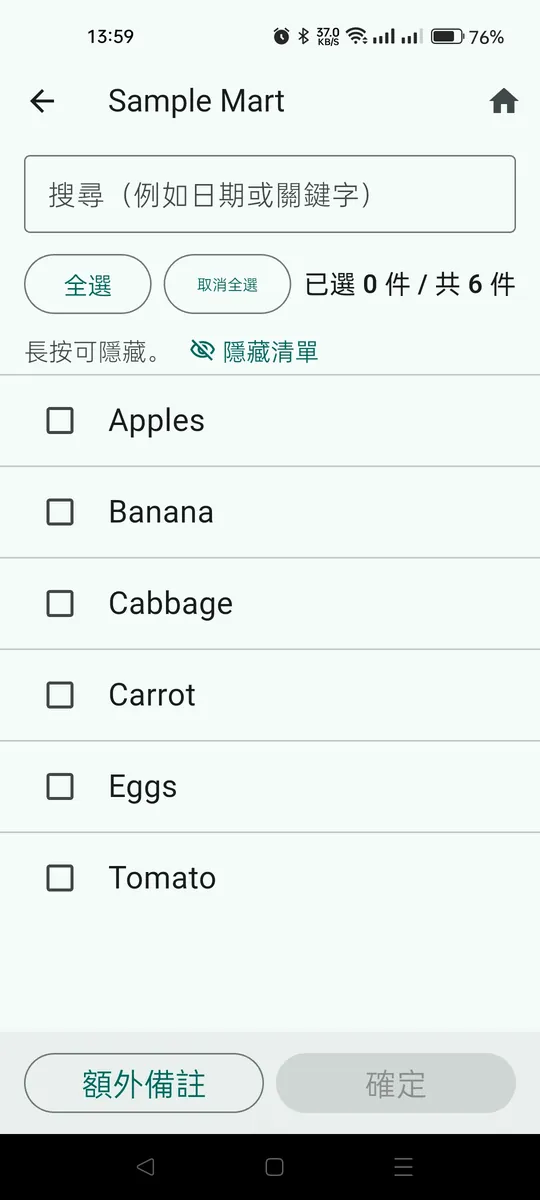 13:59 37.0 KB/S 76%
Sample Mart
搜尋（例如日期或關鍵字）
全選 取消全選 已選 0 件 / 共 6 件
長按可隱藏。 隱藏清單
Apples
Banana
Cabbage
Carrot
Eggs
Tomato
額外備註 確定